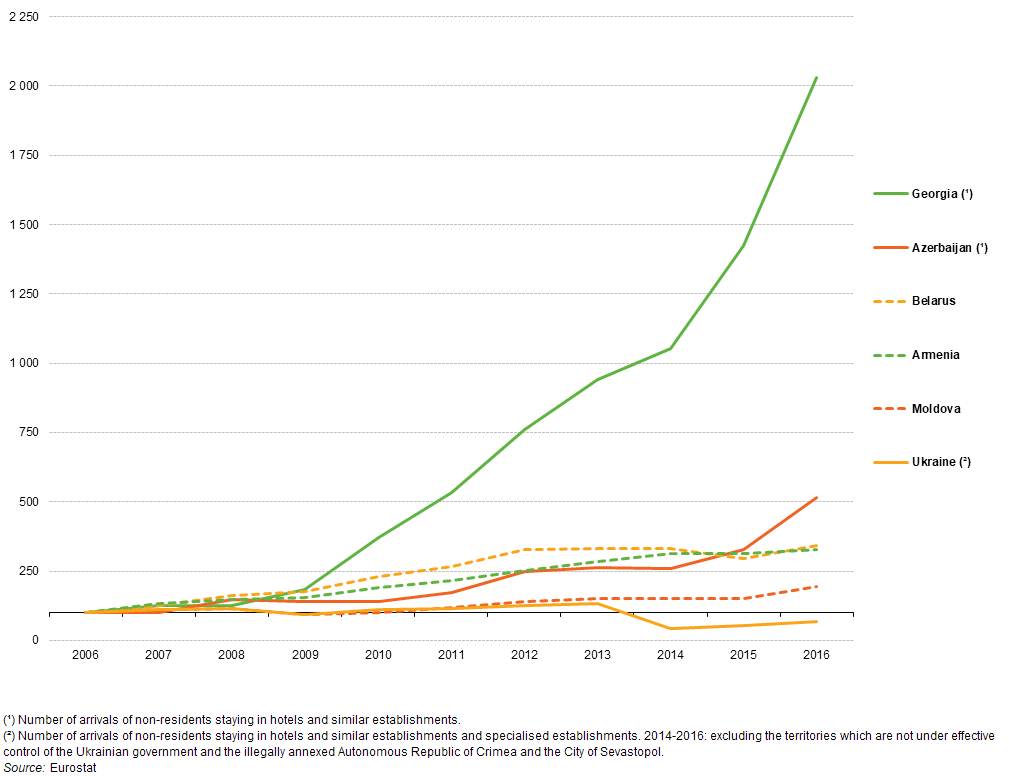 2 250
2 000
1 750
1 500
1 250
1 000
750
500
250
0
2006 2007 2008 2009 2010 2011 2012 2013 2014 2015 2016
Georgia (¹)
Azerbaijan (¹)
Belarus
Armenia
Moldova
Ukraine (²)
(¹) Number of arrivals of non-residents staying in hotels and similar establishments.
(²) Number of arrivals of non-residents staying in hotels and similar establishments and specialised establishments. 2014-2016: excluding the territories which are not under effective
control of the Ukrainian government and the illegally annexed Autonomous Republic of Crimea and the City of Sevastopol.
Source: Eurostat